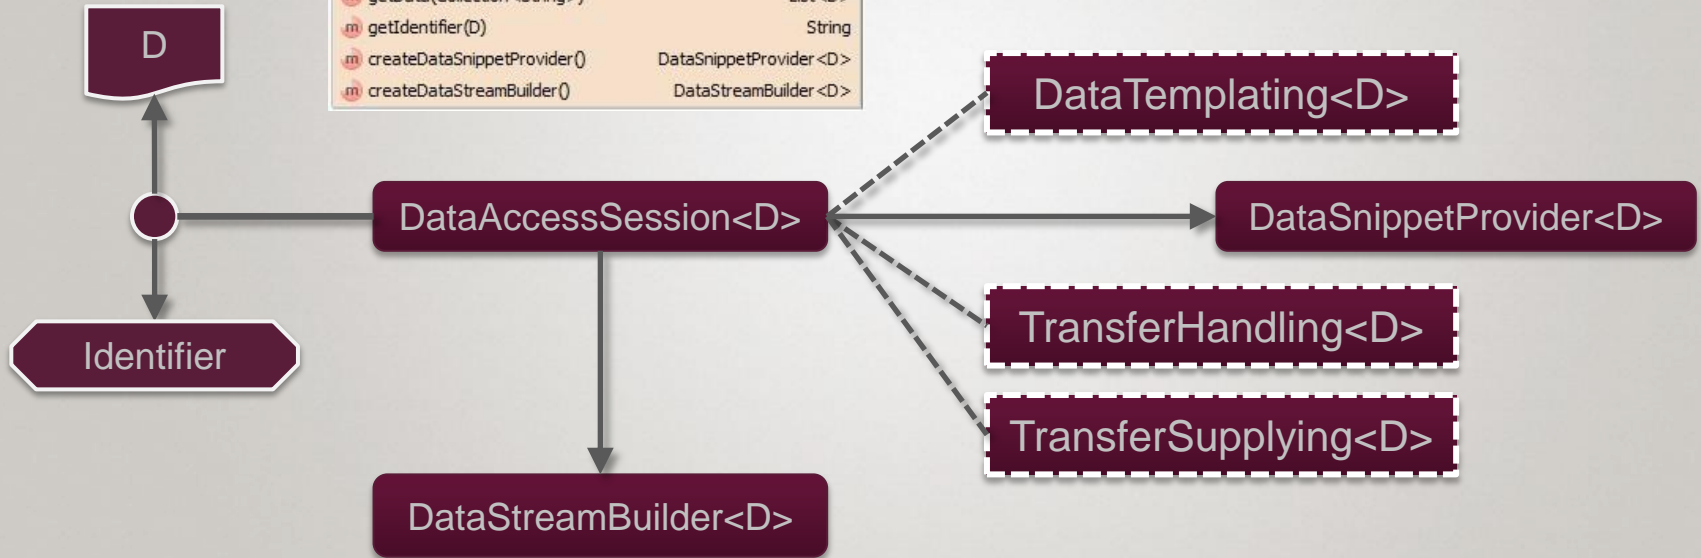 D
getIdentifier(D) String
createDataSnippetProvider() DataSnippetProvider<D>
createDataStreamBuilder() DataStreamBuilder<D>
DataTemplating<D>
DataAccessSession<D>
DataSnippetProvider<D>
Identifier
TransferHandling<D>
TransferSupplying<D>
DataStreamBuilder<D>